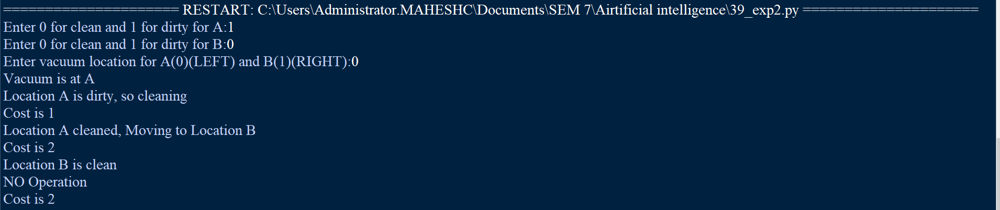 ===================== RESTART: C:\Users\Administrator.MAHESHC\Documents\SEM 7\Airtificial intelligence\39_exp2.py =====================
Enter 0 for clean and 1 for dirty for A:1
Enter 0 for clean and 1 for dirty for B:0
Enter vacuum location for A(0)(LEFT) and B(1)(RIGHT):0
Vacuum is at A
Location A is dirty, so cleaning
Cost is 1
Location A cleaned, Moving to Location B
Cost is 2
Location B is clean
NO Operation
Cost is 2